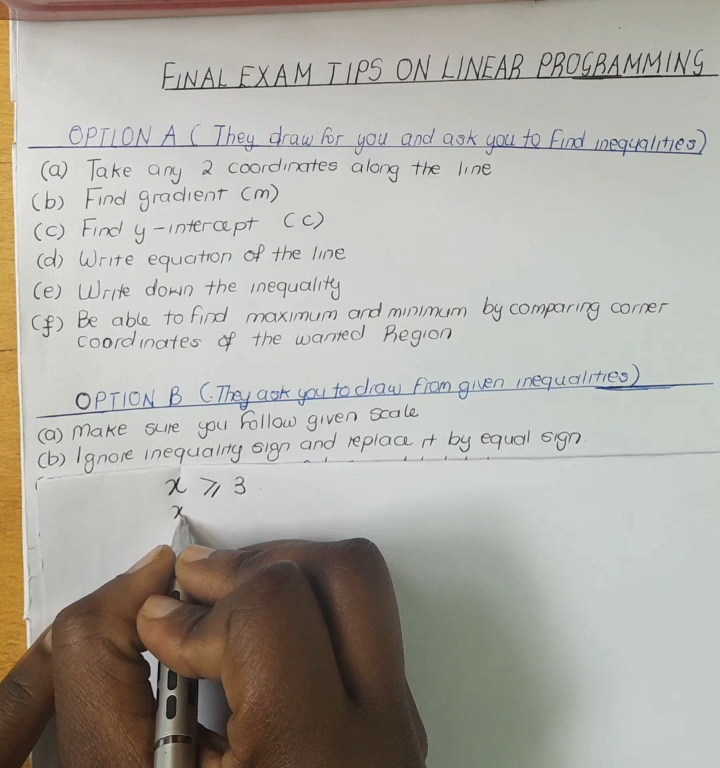 FINAL EXAM TIPS ON LINEAR PROGRAMMING
OPTION A ( They draw for you and ask you to find inequalities)
(a) Take any 2 coordinates along the line
(b) Find gradient (m)
(c) Find y-intercept (c)
(d) Write equation of the line
(e) Write down the inequality
(f) Be able to find maximum and minimum by comparing corner
coordinates of the wanted Region
OPTION B (They ask you to draw from given inequalities)
(a) Make sure you follow given scale
(b) Ignore inequality sign and replace it by equal sign.
x ⩾ 3
x